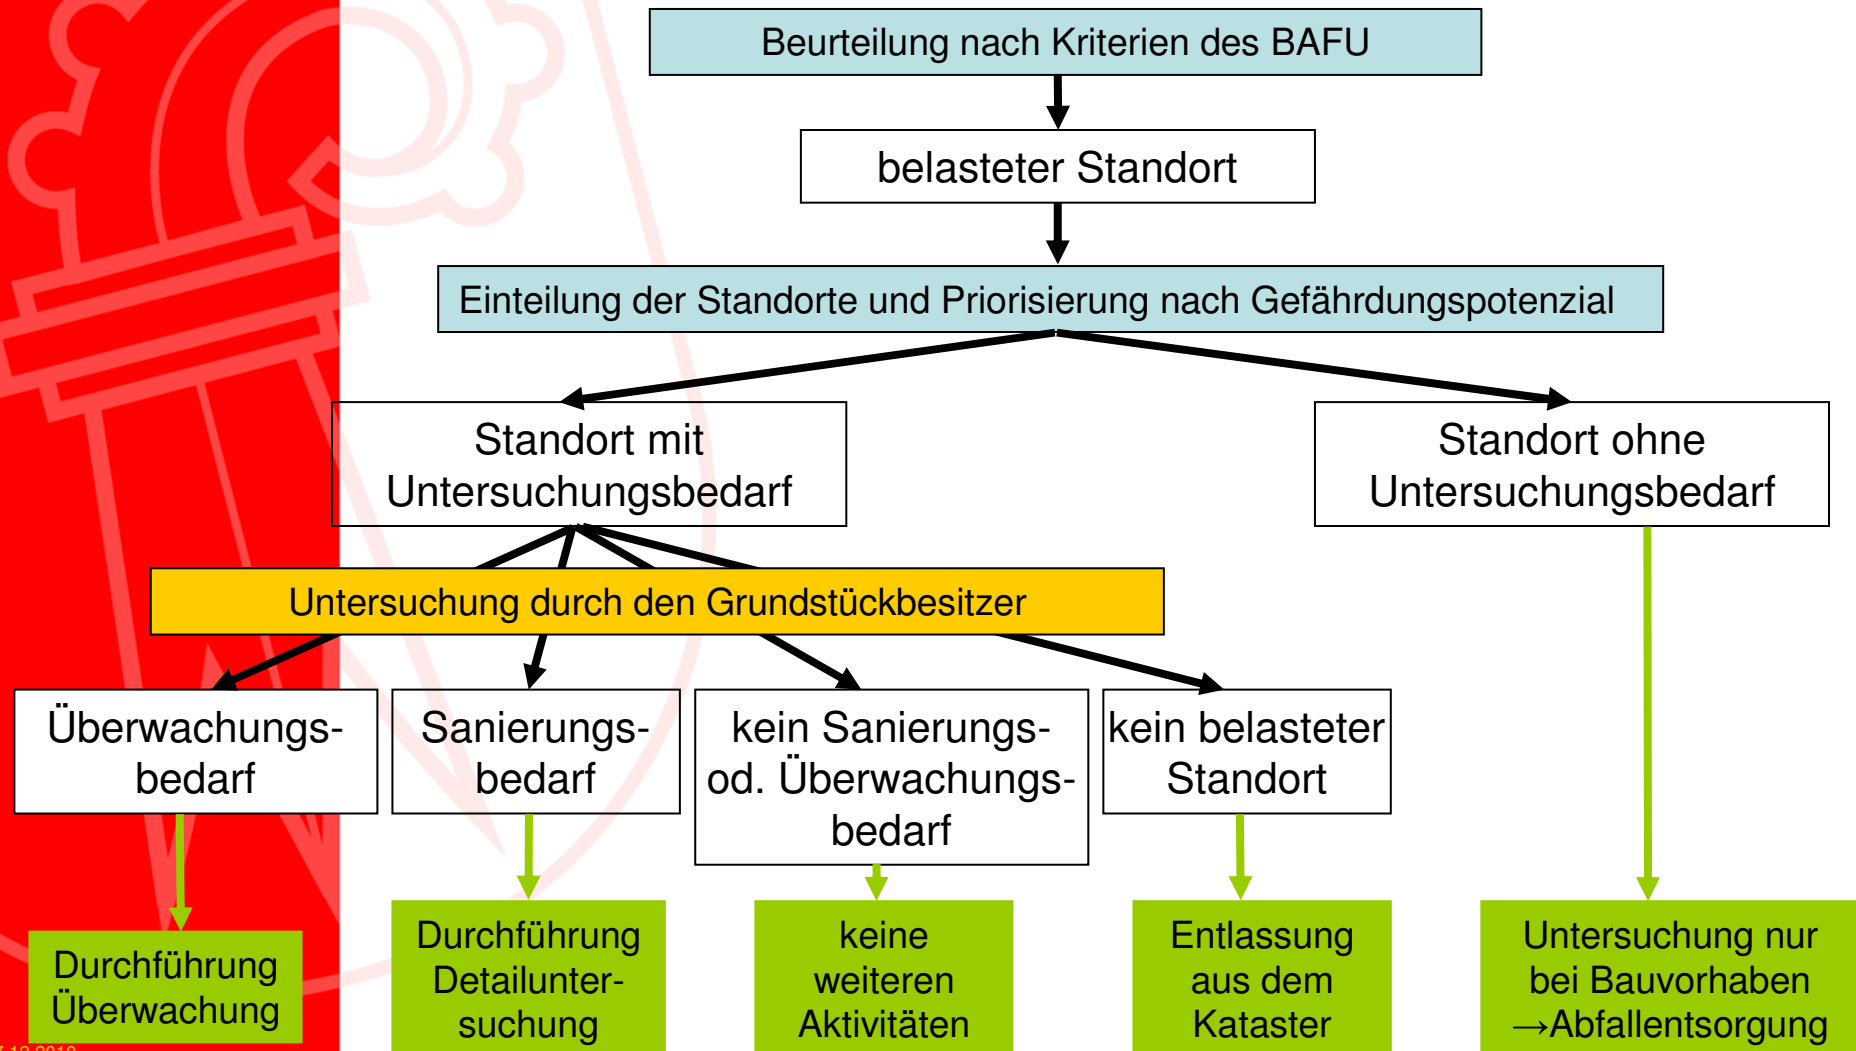 Beurteilung nach Kriterien des BAFU
belasteter Standort
Einteilung der Standorte und Priorisierung nach Gefährdungspotenzial
Standort mit
Untersuchungsbedarf
Standort ohne
Untersuchungsbedarf
Untersuchung durch den Grundstückbesitzer
Überwachungs-
bedarf
Sanierungs-
bedarf
kein Sanierungs-
od. Überwachungs-
bedarf
kein belasteter
Standort
Durchführung
Überwachung
Durchführung
Detailunter-
suchung
keine
weiteren
Aktivitäten
Entlassung
aus dem
Kataster
Untersuchung nur
bei Bauvorhaben
→Abfallentsorgung